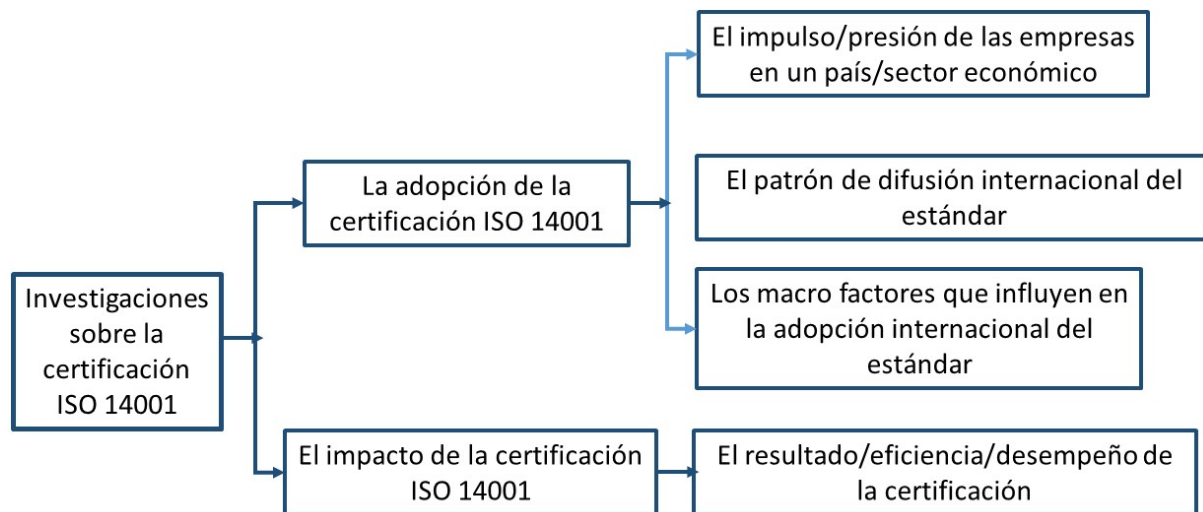 El impulso/presión de las empresas
en un país/sector económico
La adopción de la
certificación ISO 14001
El patrón de difusión internacional del
estándar
Investigaciones
sobre la
certificación
ISO 14001
Los macro factores que influyen en
la adopción internacional del
estándar
El impacto de la certificación
ISO 14001
El resultado/eficiencia/desempeño de
la certificación